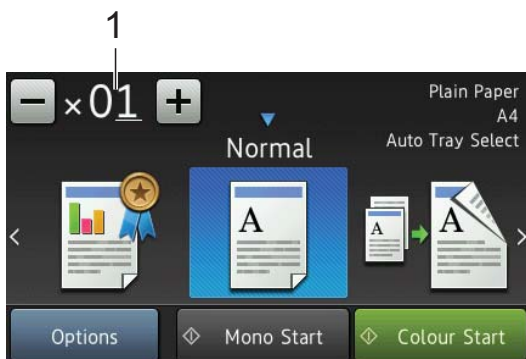 1
×01
Plain Paper
A4
Auto Tray Select
Normal
A
A
A
Options
Mono Start
Colour Start